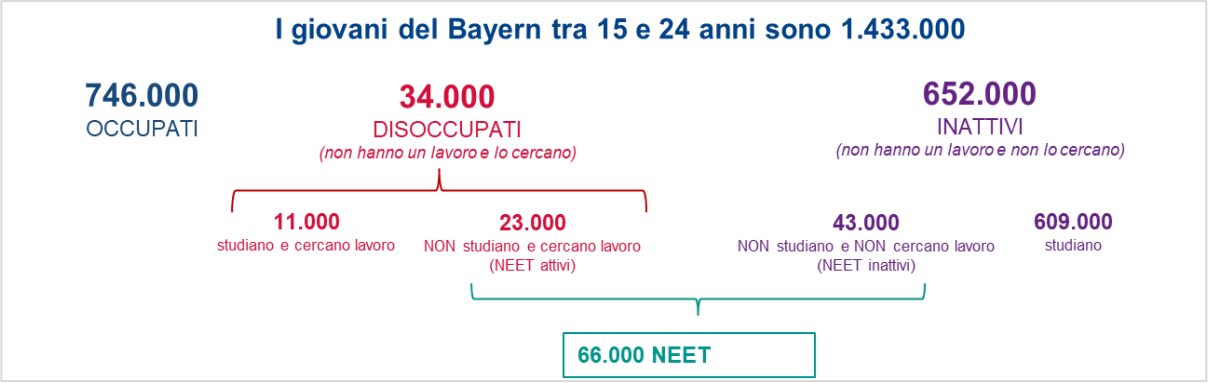 I giovani del Bayern tra 15 e 24 anni sono 1.433.000
746.000
OCCUPATI
34.000
DISOCCUPATI
(non hanno un lavoro e lo cercano)
652.000
INATTIVI
(non hanno un lavoro e non lo cercano)
11.000
studiano e cercano lavoro
23.000
NON studiano e cercano lavoro
(NEET attivi)
43.000
NON studiano e NON cercano lavoro
(NEET inattivi)
609.000
studiano
66.000 NEET